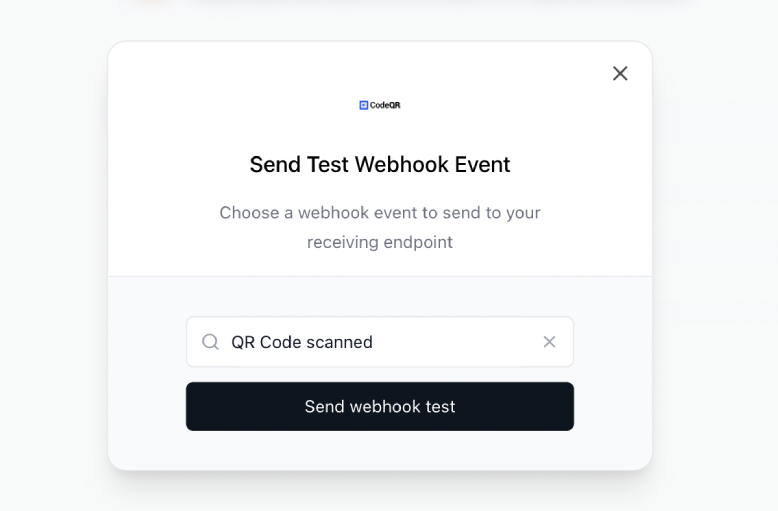 CodeQR
Send Test Webhook Event
Choose a webhook event to send to your
receiving endpoint
QR Code scanned
Send webhook test